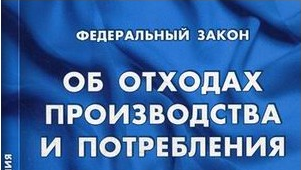 ФЕДЕРАЛЬНЫЙ ЗАКОН
ОБ ОТХОДАХ
ПРОИЗВОДСТВА
И ПОТРЕБЛЕНИЯ